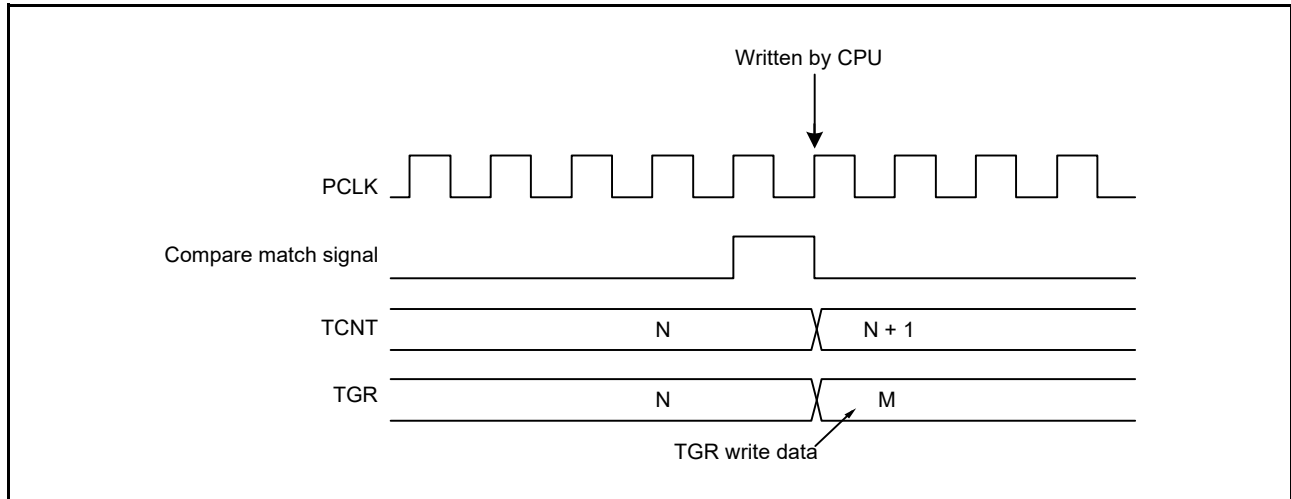 Written by CPU
PCLK
Compare match signal
TCNT
N
N + 1
TGR
N
M
TGR write data